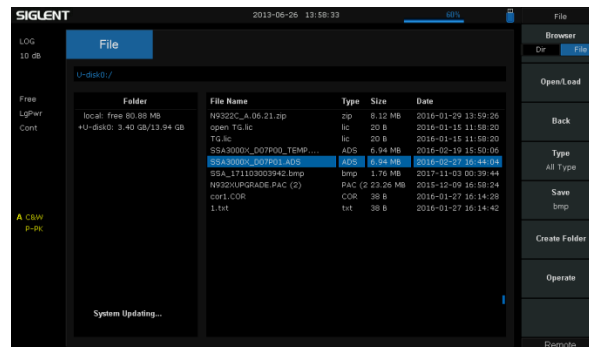 SIGLENT 2013-06-26 13:58:33 68% File
LOG
10 dB
Free
LgPwr
Cont
A C&W
P-PK
File
U-disk0:/
Folder
local: free 80.88 MB
+U-disk0: 3.40 GB/13.94 GB
System Updating...
File Name Type Size Date
N9322C_A.06.21.zip zip 8.12 MB 2016-01-29 13:59:26
open TG.lic lic 20 B 2016-01-15 11:58:20
TG.lic lic 20 B 2016-01-15 11:58:20
SSA3000X_D07P00_TEMP.... ADS 6.94 MB 2016-02-19 15:50:06
SSA3000X_D07P01.ADS ADS 6.94 MB 2016-02-27 16:44:04
SSA_171103003942.bmp bmp 1.76 MB 2017-11-03 00:39:44
N932XUPGRADE.PAC (2) PAC (2 23.26 MB 2015-12-09 16:58:24
cor1.COR COR 38 B 2016-01-27 16:14:28
1.txt txt 38 B 2016-01-27 16:14:42
Browser
Dir File
Open/Load
Back
Type
All Type
Save
bmp
Create Folder
Operate
Remote